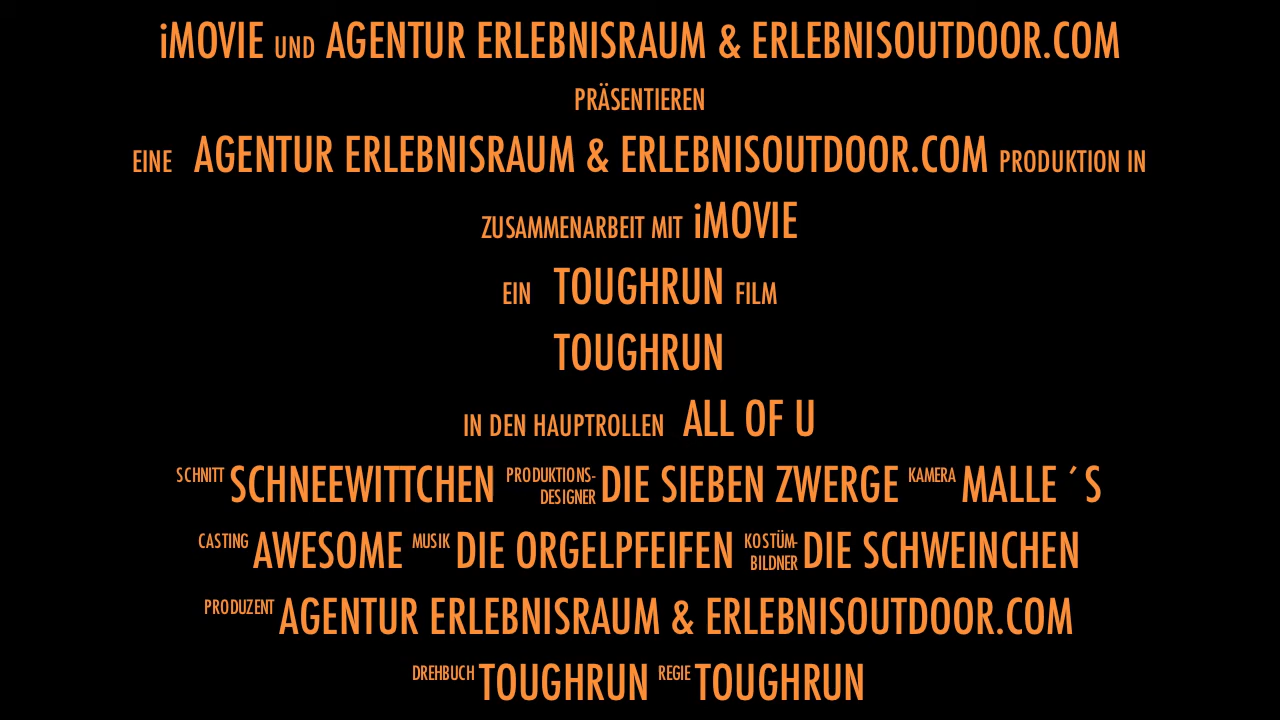 iMOVIE UND AGENTUR ERLEBNISRAUM & ERLEBNISOUTDOOR.COM
PRÄSENTIEREN
EINE AGENTUR ERLEBNISRAUM & ERLEBNISOUTDOOR.COM PRODUKTION IN
ZUSAMMENARBEIT MIT iMOVIE
EIN TOUGHRUN FILM
TOUGHRUN
IN DEN HAUPTROLLEN ALL OF U
SCHNITT SCHNEEWITTCHEN PRODUKTIONS-DESIGNER DIE SIEBEN ZWERGE KAMERA MALLE ´S
CASTING AWESOME MUSIK DIE ORGELPFEIFEN KOSTÜM-BILDNER DIE SCHWEINCHEN
PRODUZENT AGENTUR ERLEBNISRAUM & ERLEBNISOUTDOOR.COM
DREHBUCH TOUGHRUN REGIE TOUGHRUN